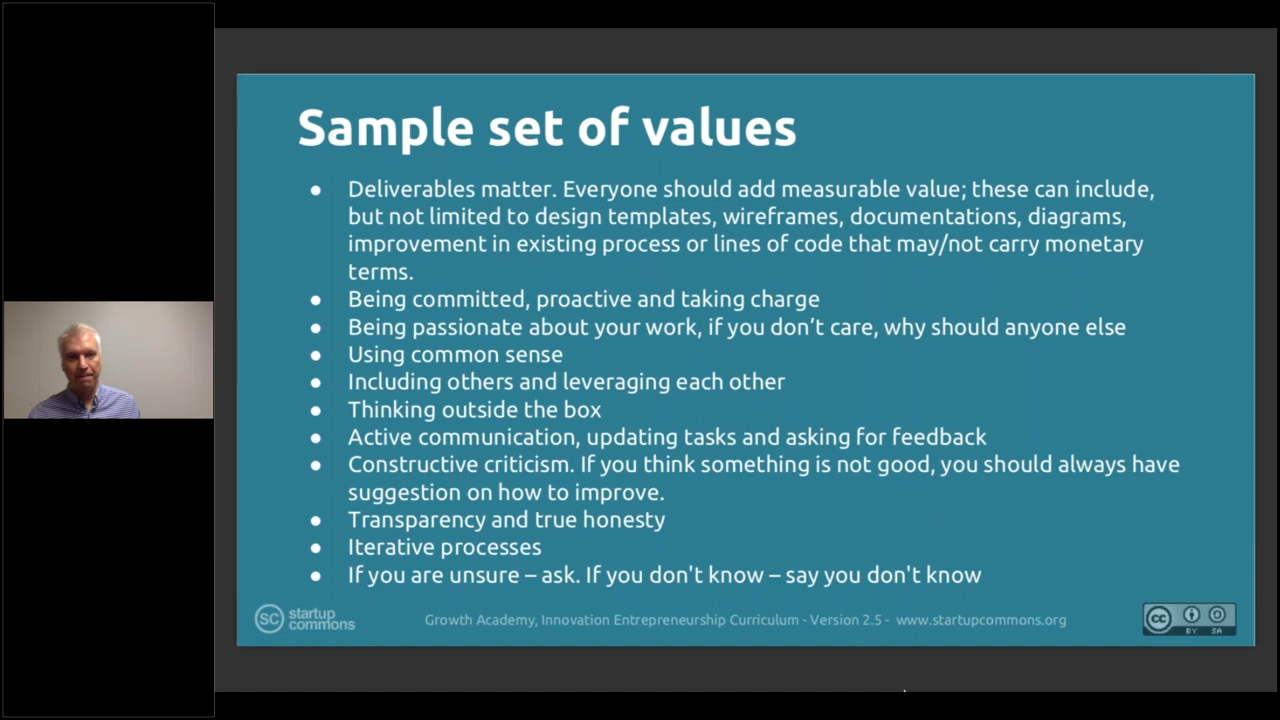 Sample set of values
● Deliverables matter. Everyone should add measurable value; these can include,
but not limited to design templates, wireframes, documentations, diagrams,
improvement in existing process or lines of code that may/not carry monetary
terms.
● Being committed, proactive and taking charge
● Being passionate about your work, if you don’t care, why should anyone else
● Using common sense
● Including others and leveraging each other
● Thinking outside the box
● Active communication, updating tasks and asking for feedback
● Constructive criticism. If you think something is not good, you should always have
suggestion on how to improve.
● Transparency and true honesty
● Iterative processes
● If you are unsure – ask. If you don't know – say you don't know
SC startup
commons
Growth Academy, Innovation Entrepreneurship Curriculum - Version 2.5 - www.startupcommons.org
cc
BY SA